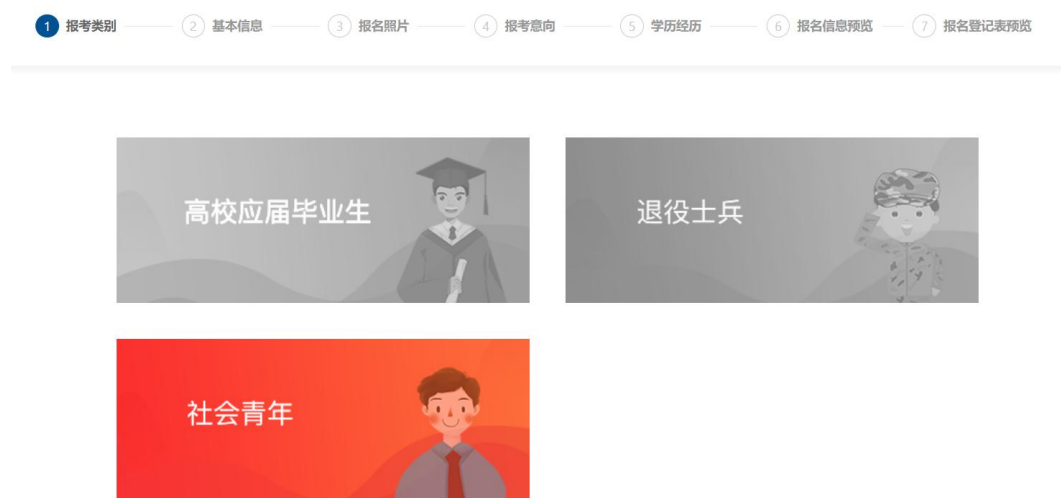 1 报考类别 2 基本信息 3 报名照片 4 报考意向 5 学历经历 6 报名信息预览 7 报名登记表预览
高校应届毕业生
退役士兵
社会青年